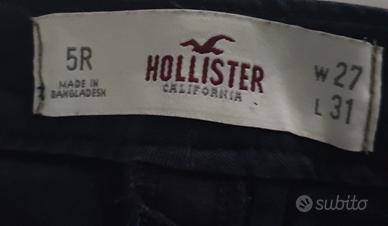 5R
MADE IN
BANGLADESH
HOLLISTER
CALIFORNIA
W 27
L 31
subito